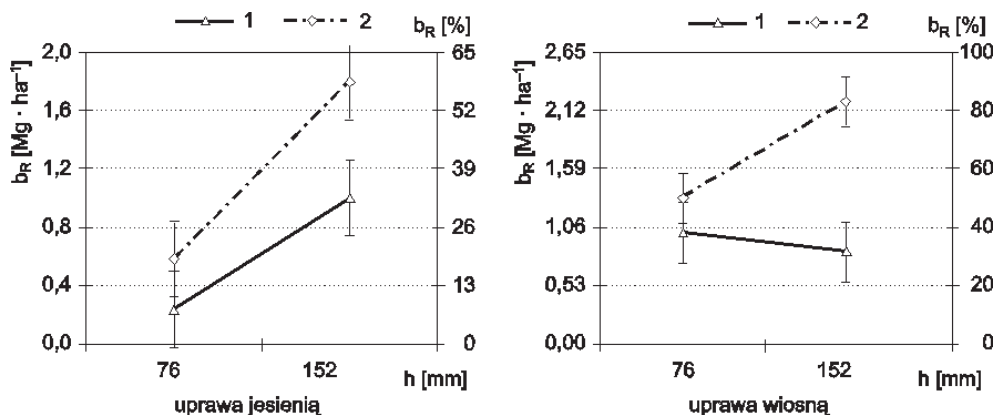 1 2 b_R [%]
2,0 65
1,6 52
1,2 39
0,8 26
0,4 13
0,0 0
b_R [Mg · ha⁻¹]
76 152 h [mm]
uprawa jesienią
1 2 b_R [%]
2,65 100
2,12 80
1,59 60
1,06 40
0,53 20
0,00 0
b_R [Mg · ha⁻¹]
76 152 h [mm]
uprawa wiosną